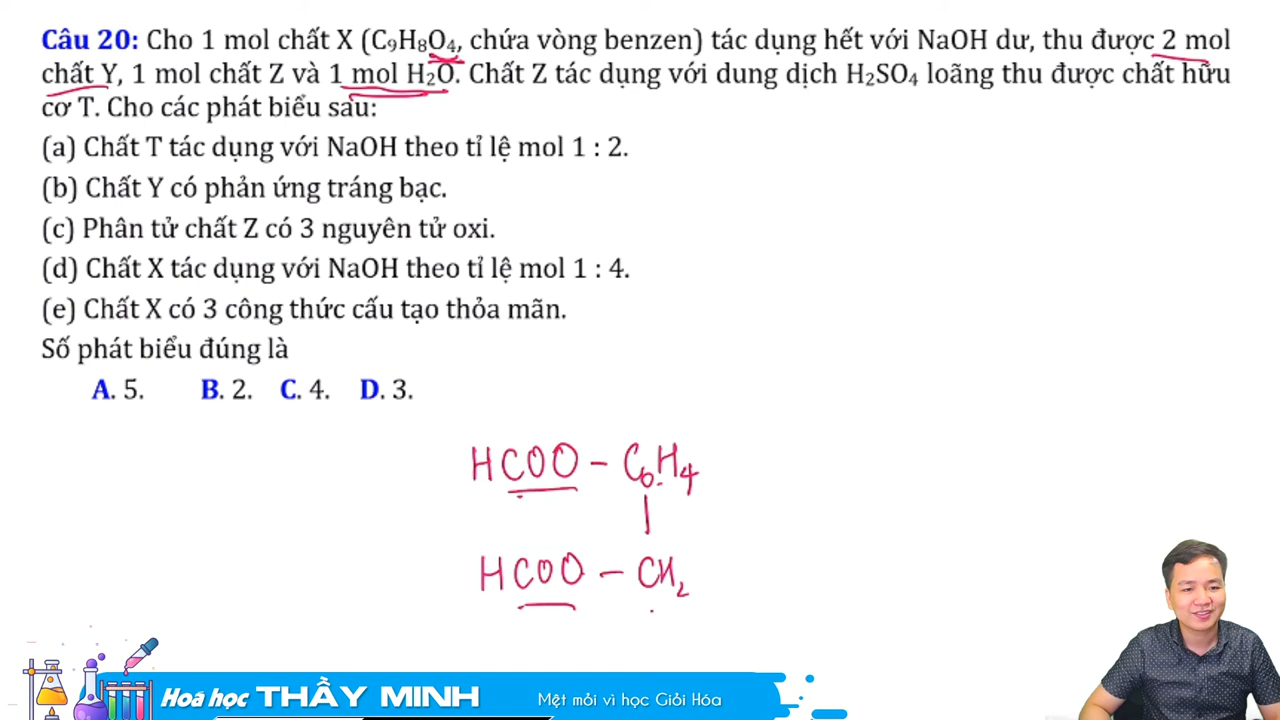 Câu 20: Cho 1 mol chất X (C₉H₈O₄, chứa vòng benzen) tác dụng hết với NaOH dư, thu được 2 mol
chất Y, 1 mol chất Z và 1 mol H₂O. Chất Z tác dụng với dung dịch H₂SO₄ loãng thu được chất hữu
cơ T. Cho các phát biểu sau:
(a) Chất T tác dụng với NaOH theo tỉ lệ mol 1 : 2.
(b) Chất Y có phản ứng tráng bạc.
(c) Phân tử chất Z có 3 nguyên tử oxi.
(d) Chất X tác dụng với NaOH theo tỉ lệ mol 1 : 4.
(e) Chất X có 3 công thức cấu tạo thỏa mãn.
Số phát biểu đúng là
A. 5. B. 2. C. 4. D. 3.
HCOO – C₆H₄
HCOO – CH₂
Hoá học THẦY MINH Mệt mỏi vì học Giỏi Hóa